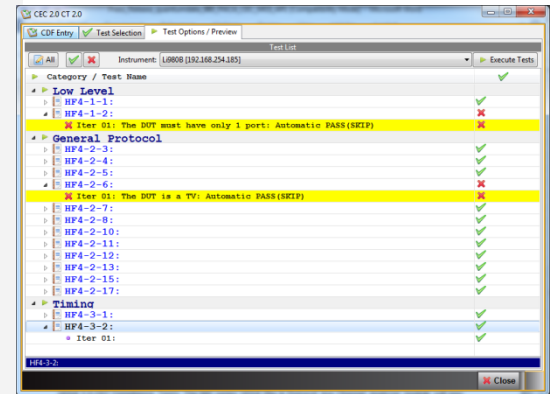 CEC 2.0 CT 2.0
CDF Entry Test Selection Test Options / Preview
Test List
All Instrument: Li980B [192.168.254.185] Execute Tests
Category / Test Name
Low Level
HF4-1-1:
HF4-1-2:
Iter 01: The DUT must have only 1 port: Automatic PASS(SKIP)
General Protocol
HF4-2-3:
HF4-2-4:
HF4-2-5:
HF4-2-6:
Iter 01: The DUT is a TV: Automatic PASS(SKIP)
HF4-2-7:
HF4-2-8:
HF4-2-10:
HF4-2-11:
HF4-2-12:
HF4-2-13:
HF4-2-15:
HF4-2-17:
Timing
HF4-3-1:
HF4-3-2:
Iter 01:
HF4-3-2:
Close